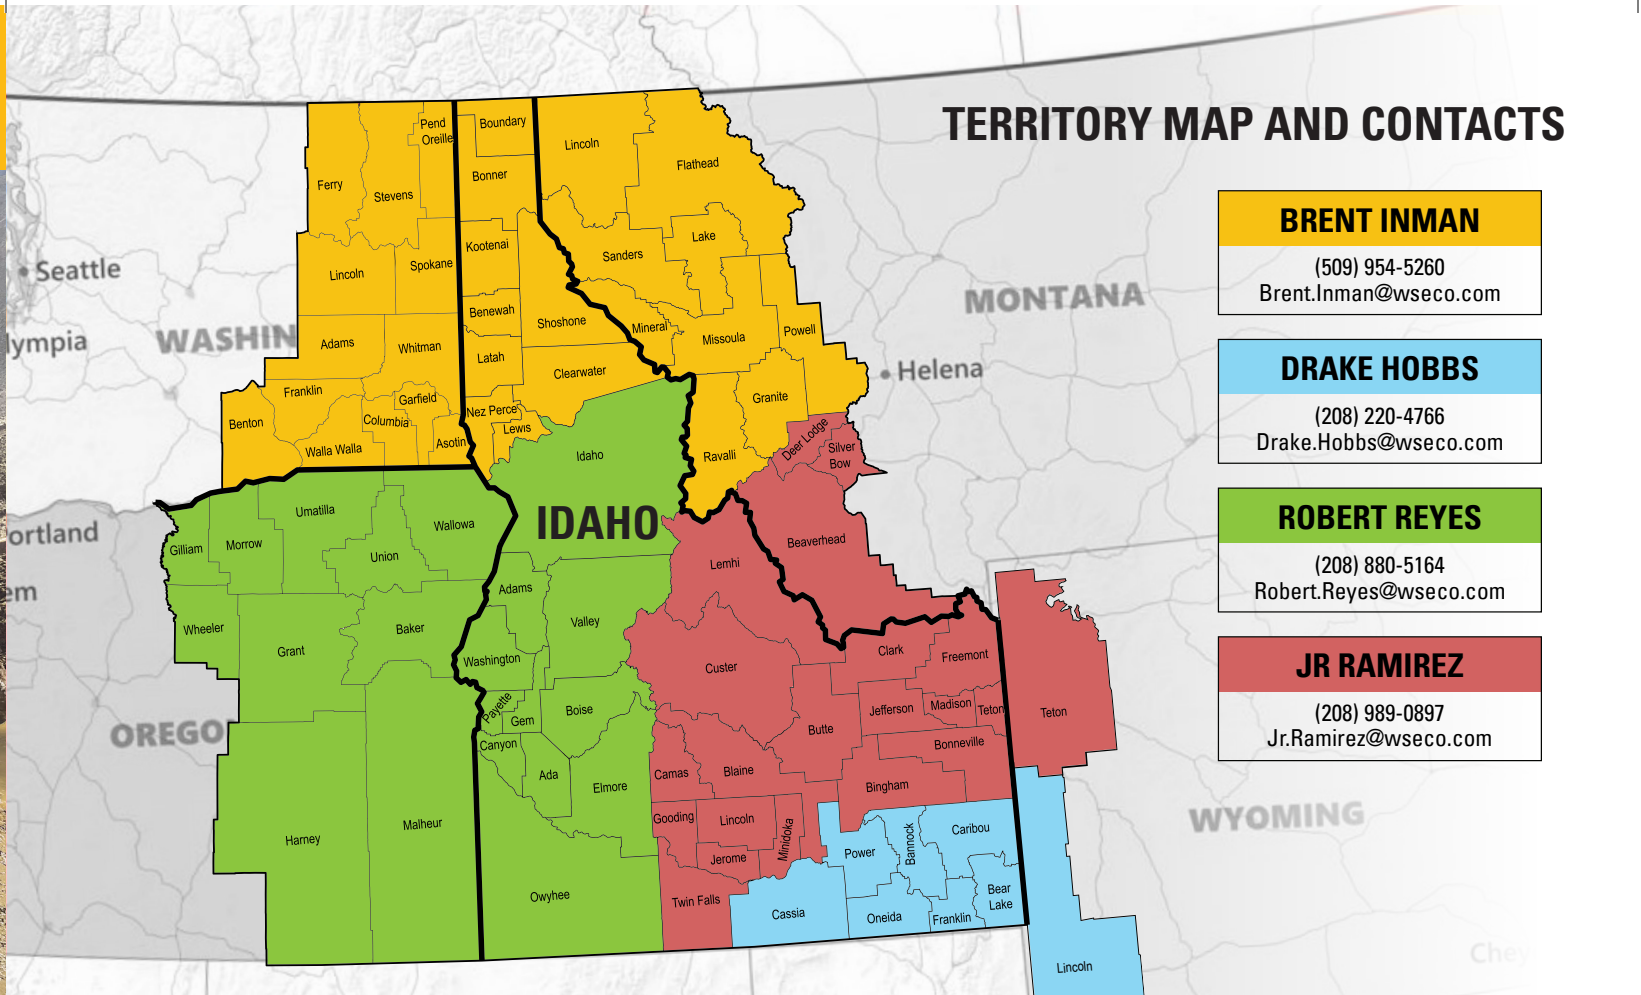 TERRITORY MAP AND CONTACTS
BRENT INMAN
(509) 954-5260
Brent.Inman@wseco.com
DRAKE HOBBS
(208) 220-4766
Drake.Hobbs@wseco.com
ROBERT REYES
(208) 880-5164
Robert.Reyes@wseco.com
JR RAMIREZ
(208) 989-0897
Jr.Ramirez@wseco.com
Seattle
lympia
WASHIN
ortland
em
OREGO
MONTANA
Helena
WYOMING
Chey
IDAHO
Pend
Oreille
Boundary
Lincoln
Flathead
Ferry
Stevens
Bonner
Lincoln
Spokane
Kootenai
Sanders
Lake
Benewah
Shoshone
Mineral
Missoula
Powell
Adams
Whitman
Latah
Clearwater
Franklin
Garfield
Granite
Benton
Columbia
Nez Perce
Lewis
Walla Walla
Asotin
Idaho
Ravalli
Deer Lodge
Silver
Bow
Umatilla
Wallowa
Gilliam
Morrow
Union
Beaverhead
Lemhi
Adams
Wheeler
Baker
Valley
Grant
Washington
Custer
Clark
Freemont
Payette
Gem
Boise
Jefferson
Madison
Teton
Teton
Butte
Canyon
Bonneville
Ada
Elmore
Camas
Blaine
Bingham
Gooding
Lincoln
Minidoka
Harney
Malheur
Jerome
Power
Bannock
Caribou
Owyhee
Twin Falls
Cassia
Oneida
Franklin
Bear
Lake
Lincoln